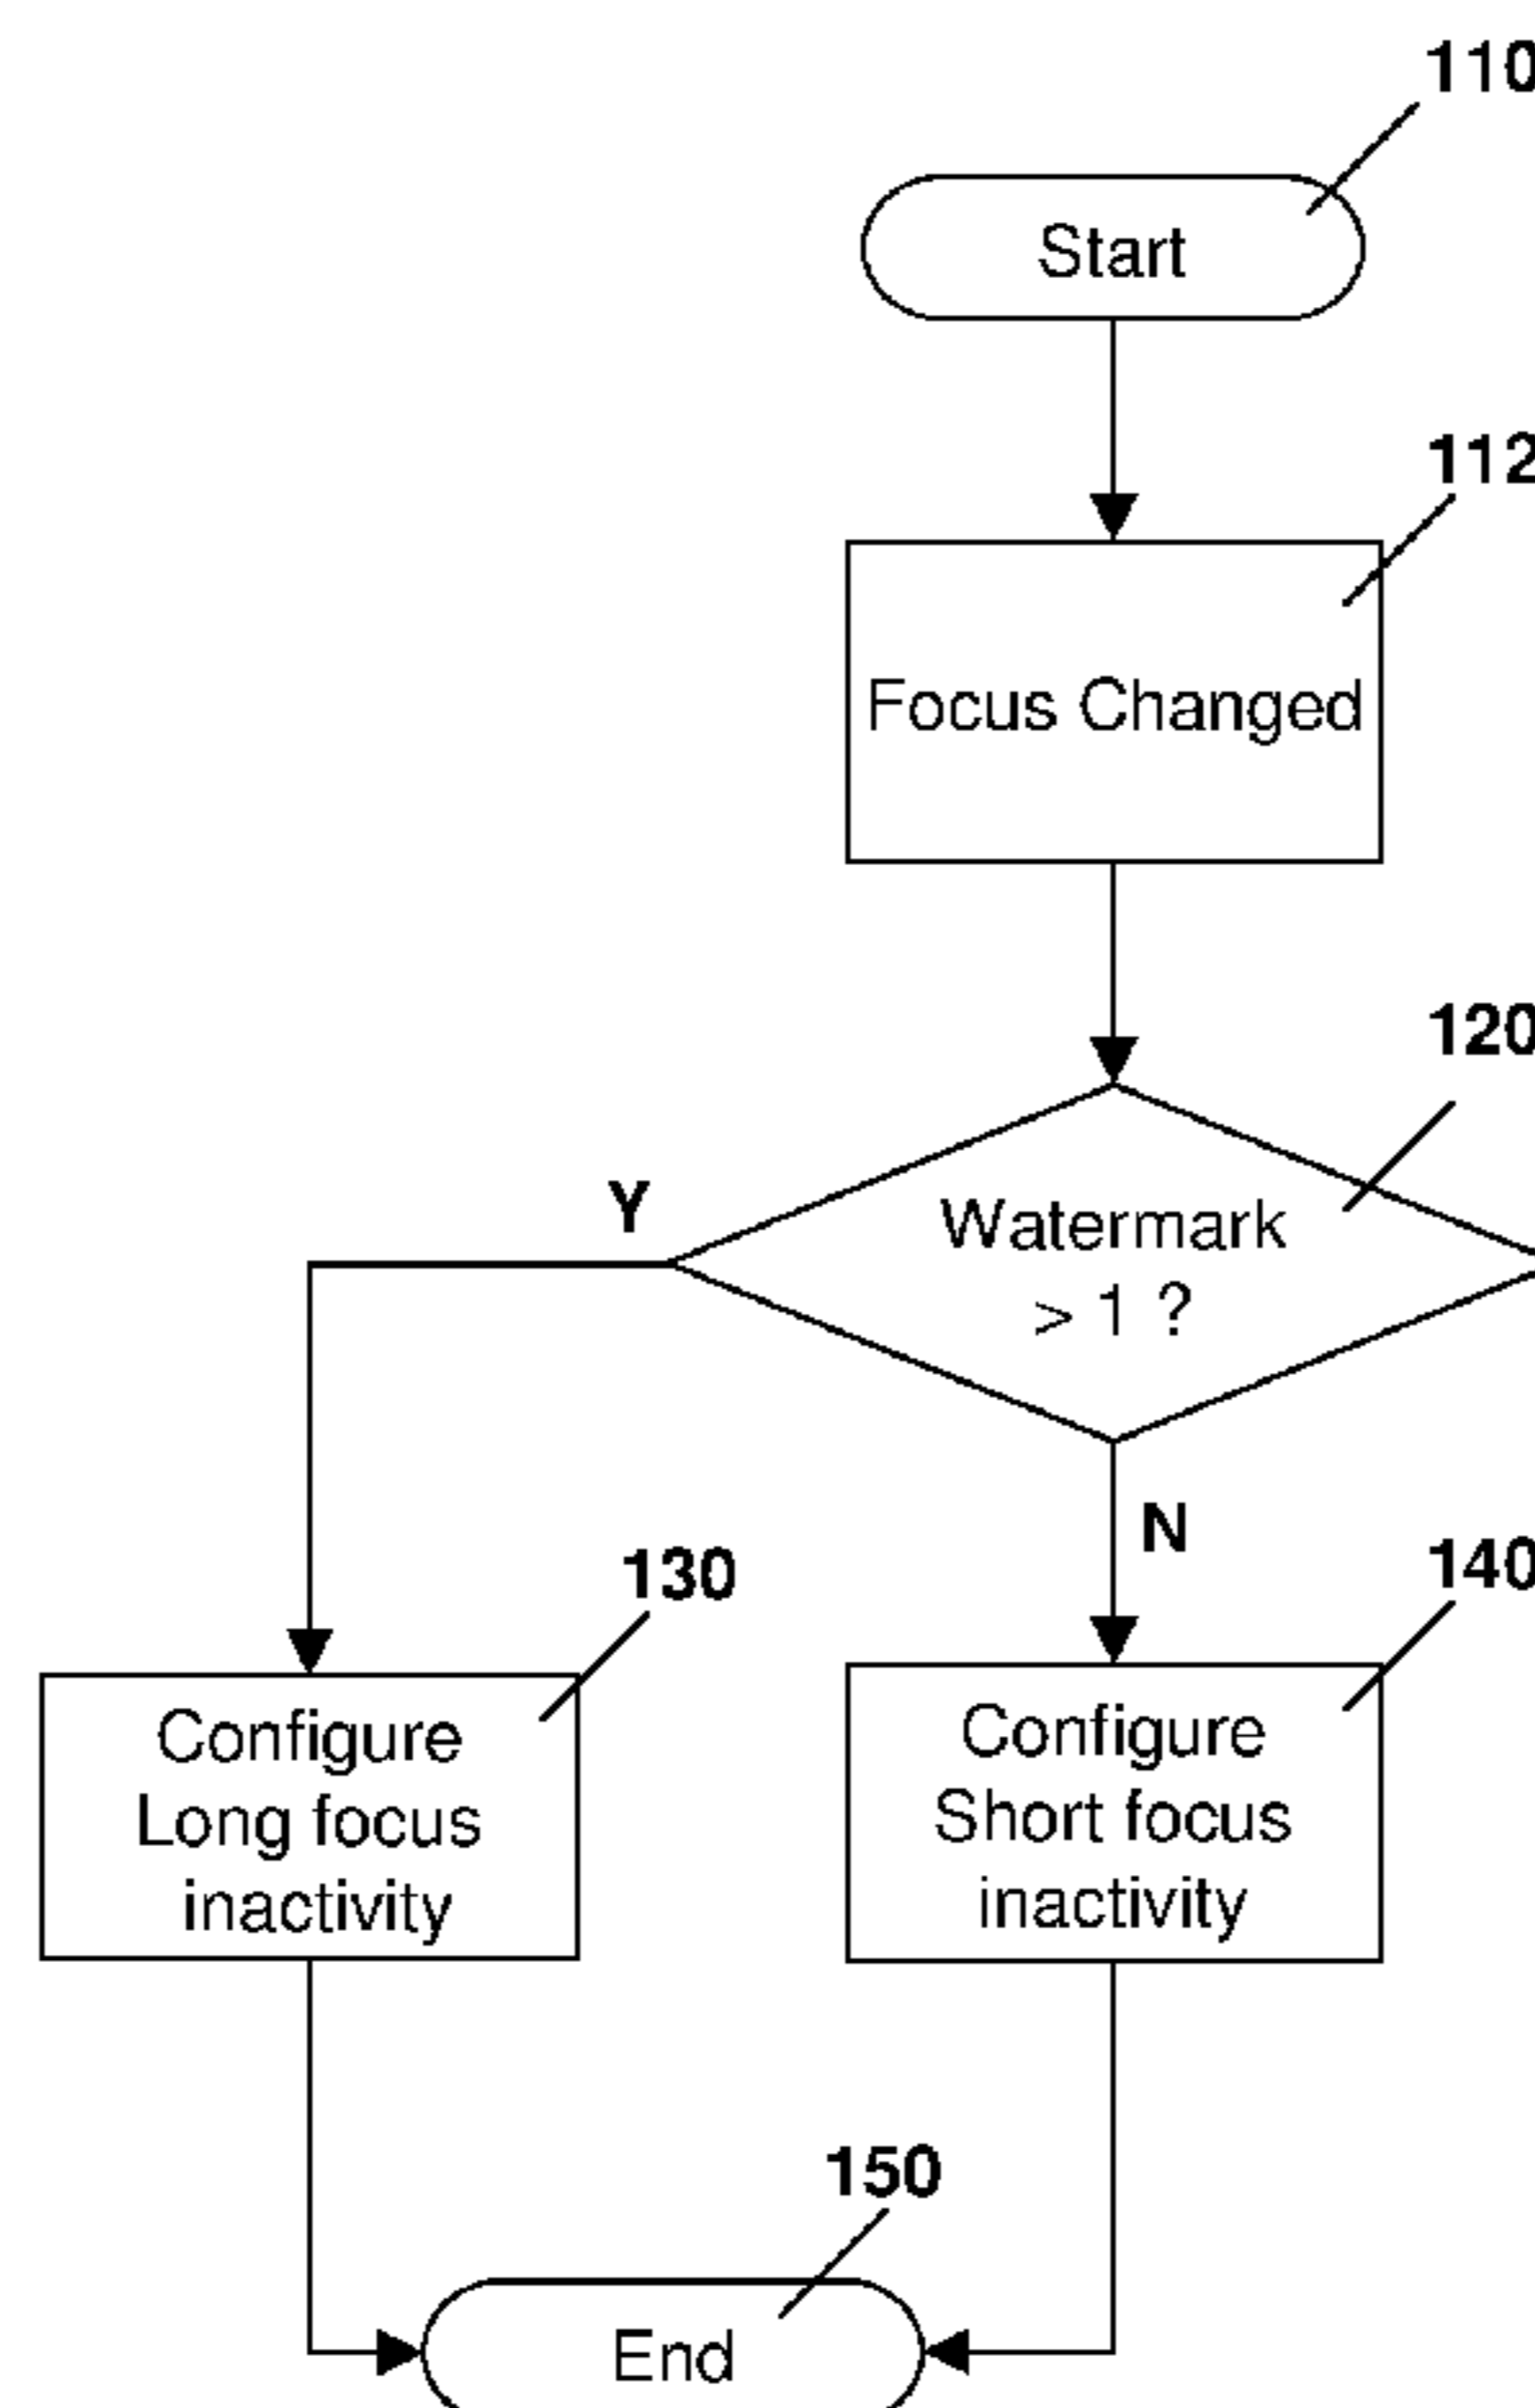 110
Start
112
Focus Changed
120
Y
Watermark
> 1 ?
N
130
140
Configure
Long focus
inactivity
Configure
Short focus
inactivity
150
End